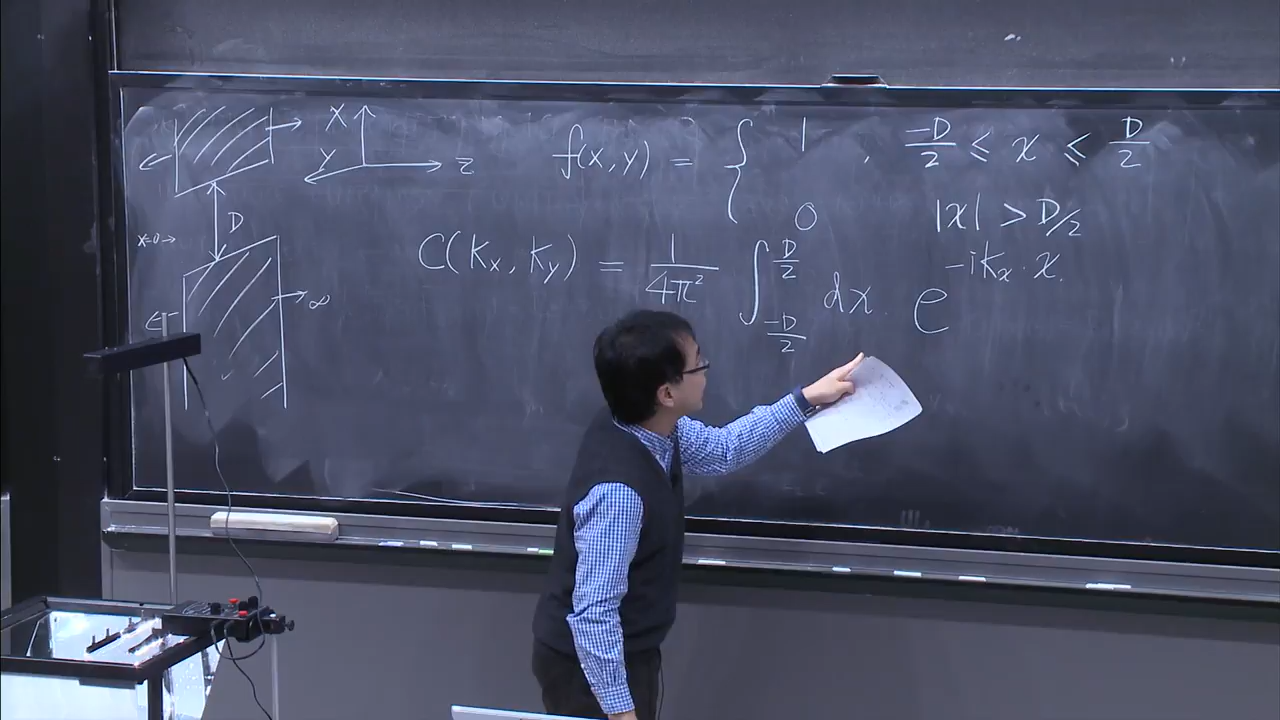 X
Y
Z
D
x=0→
∞
f(x,y) = { 1 , -D/2 ≤ x ≤ D/2
0 |x| > D/2
C(kx, ky) = 1/4π² ∫_{-D/2}^{D/2} dx · e^{-ikx·x}